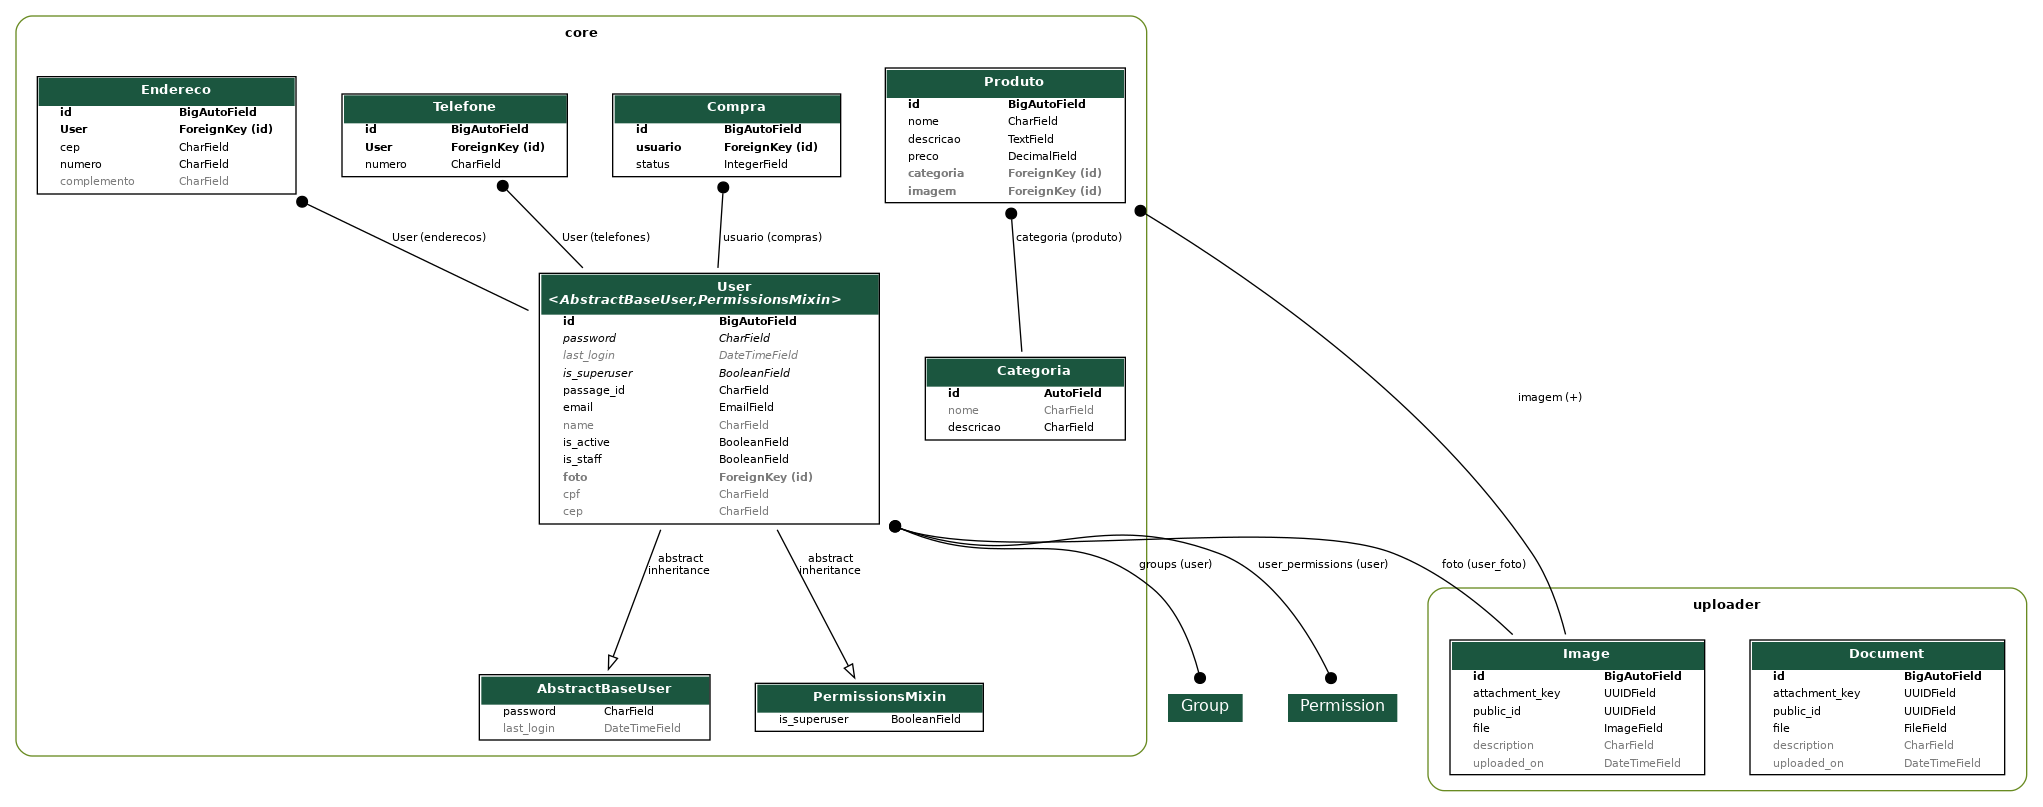 core
Endereco
id BigAutoField
User ForeignKey (id)
cep CharField
numero CharField
complemento CharField
Telefone
id BigAutoField
User ForeignKey (id)
numero CharField
Compra
id BigAutoField
usuario ForeignKey (id)
status IntegerField
Produto
id BigAutoField
nome CharField
descricao TextField
preco DecimalField
categoria ForeignKey (id)
imagem ForeignKey (id)
User (enderecos)
User (telefones)
usuario (compras)
categoria (produto)
User
<AbstractBaseUser,PermissionsMixin>
id BigAutoField
password CharField
last_login DateTimeField
is_superuser BooleanField
passage_id CharField
email EmailField
name CharField
is_active BooleanField
is_staff BooleanField
foto ForeignKey (id)
cpf CharField
cep CharField
Categoria
id AutoField
nome CharField
descricao CharField
imagem (+)
abstract
inheritance
abstract
inheritance
groups (user)
user_permissions (user)
foto (user_foto)
AbstractBaseUser
password CharField
last_login DateTimeField
PermissionsMixin
is_superuser BooleanField
Group
Permission
uploader
Image
id BigAutoField
attachment_key UUIDField
public_id UUIDField
file ImageField
description CharField
uploaded_on DateTimeField
Document
id BigAutoField
attachment_key UUIDField
public_id UUIDField
file FileField
description CharField
uploaded_on DateTimeField